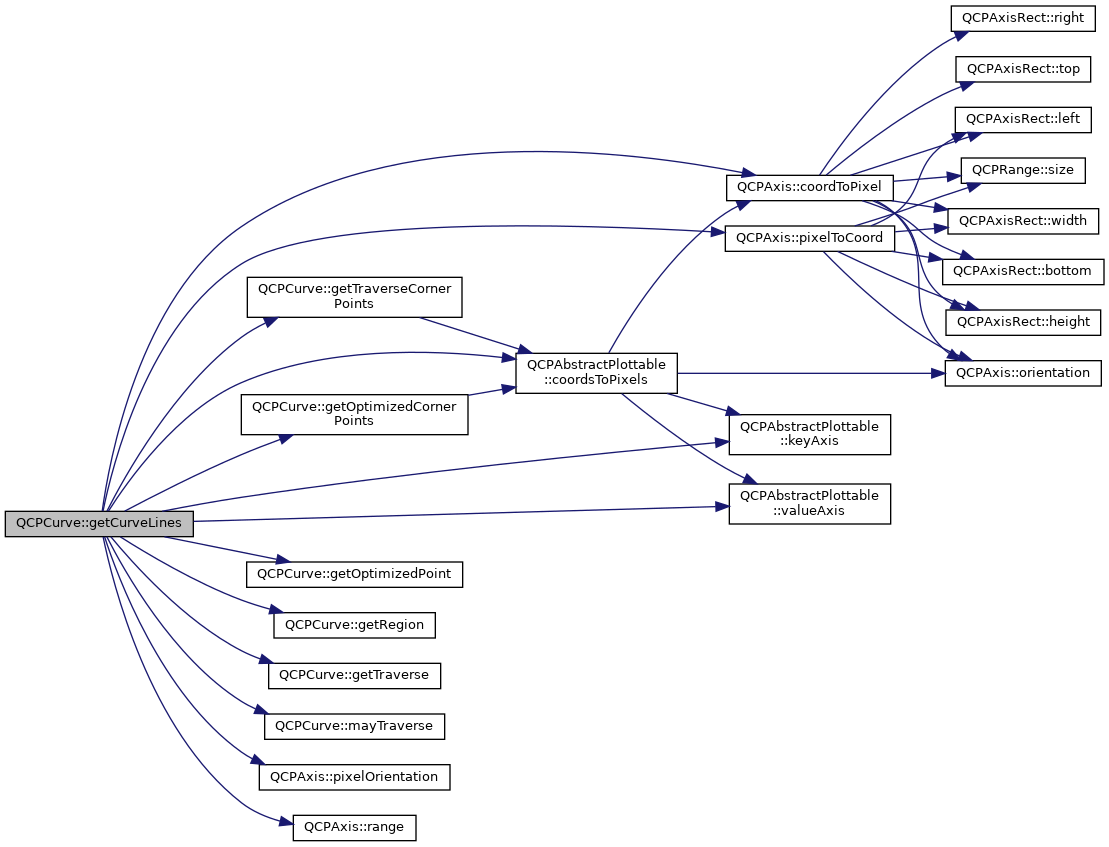 QCPAxisRect::right
QCPAxisRect::top
QCPAxisRect::left
QCPRange::size
QCPAxis::coordToPixel
QCPAxisRect::width
QCPAxis::pixelToCoord
QCPAxisRect::bottom
QCPCurve::getTraverseCorner
Points
QCPAxisRect::height
QCPAbstractPlottable
::coordsToPixels
QCPAxis::orientation
QCPCurve::getOptimizedCorner
Points
QCPAbstractPlottable
::keyAxis
QCPAbstractPlottable
::valueAxis
QCPCurve::getCurveLines
QCPCurve::getOptimizedPoint
QCPCurve::getRegion
QCPCurve::getTraverse
QCPCurve::mayTraverse
QCPAxis::pixelOrientation
QCPAxis::range